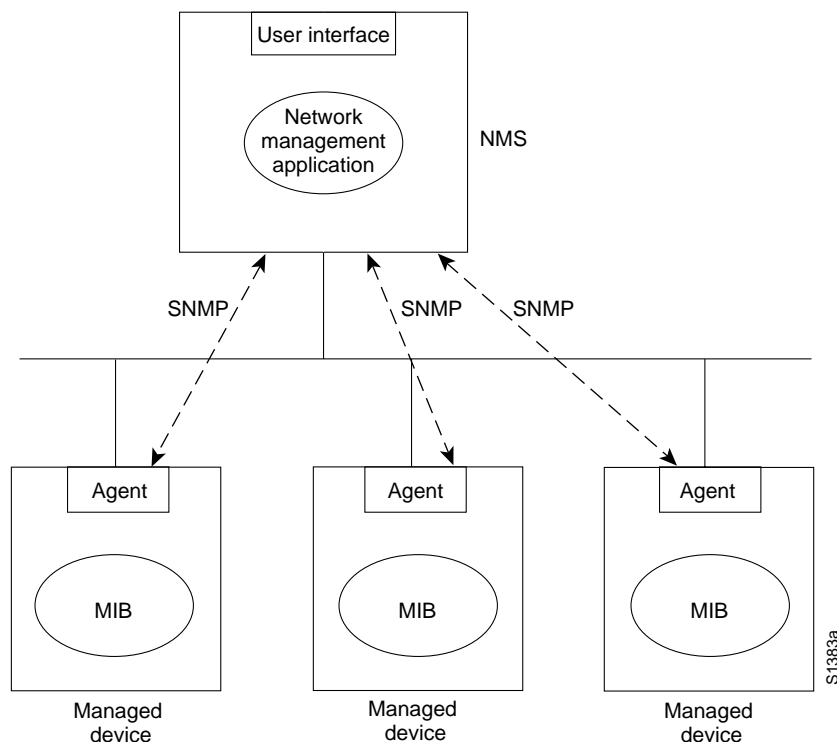 User interface
Network
management
application
NMS
SNMP
SNMP
SNMP
Agent
Agent
Agent
MIB
MIB
MIB
S1383a
Managed
device
Managed
device
Managed
device